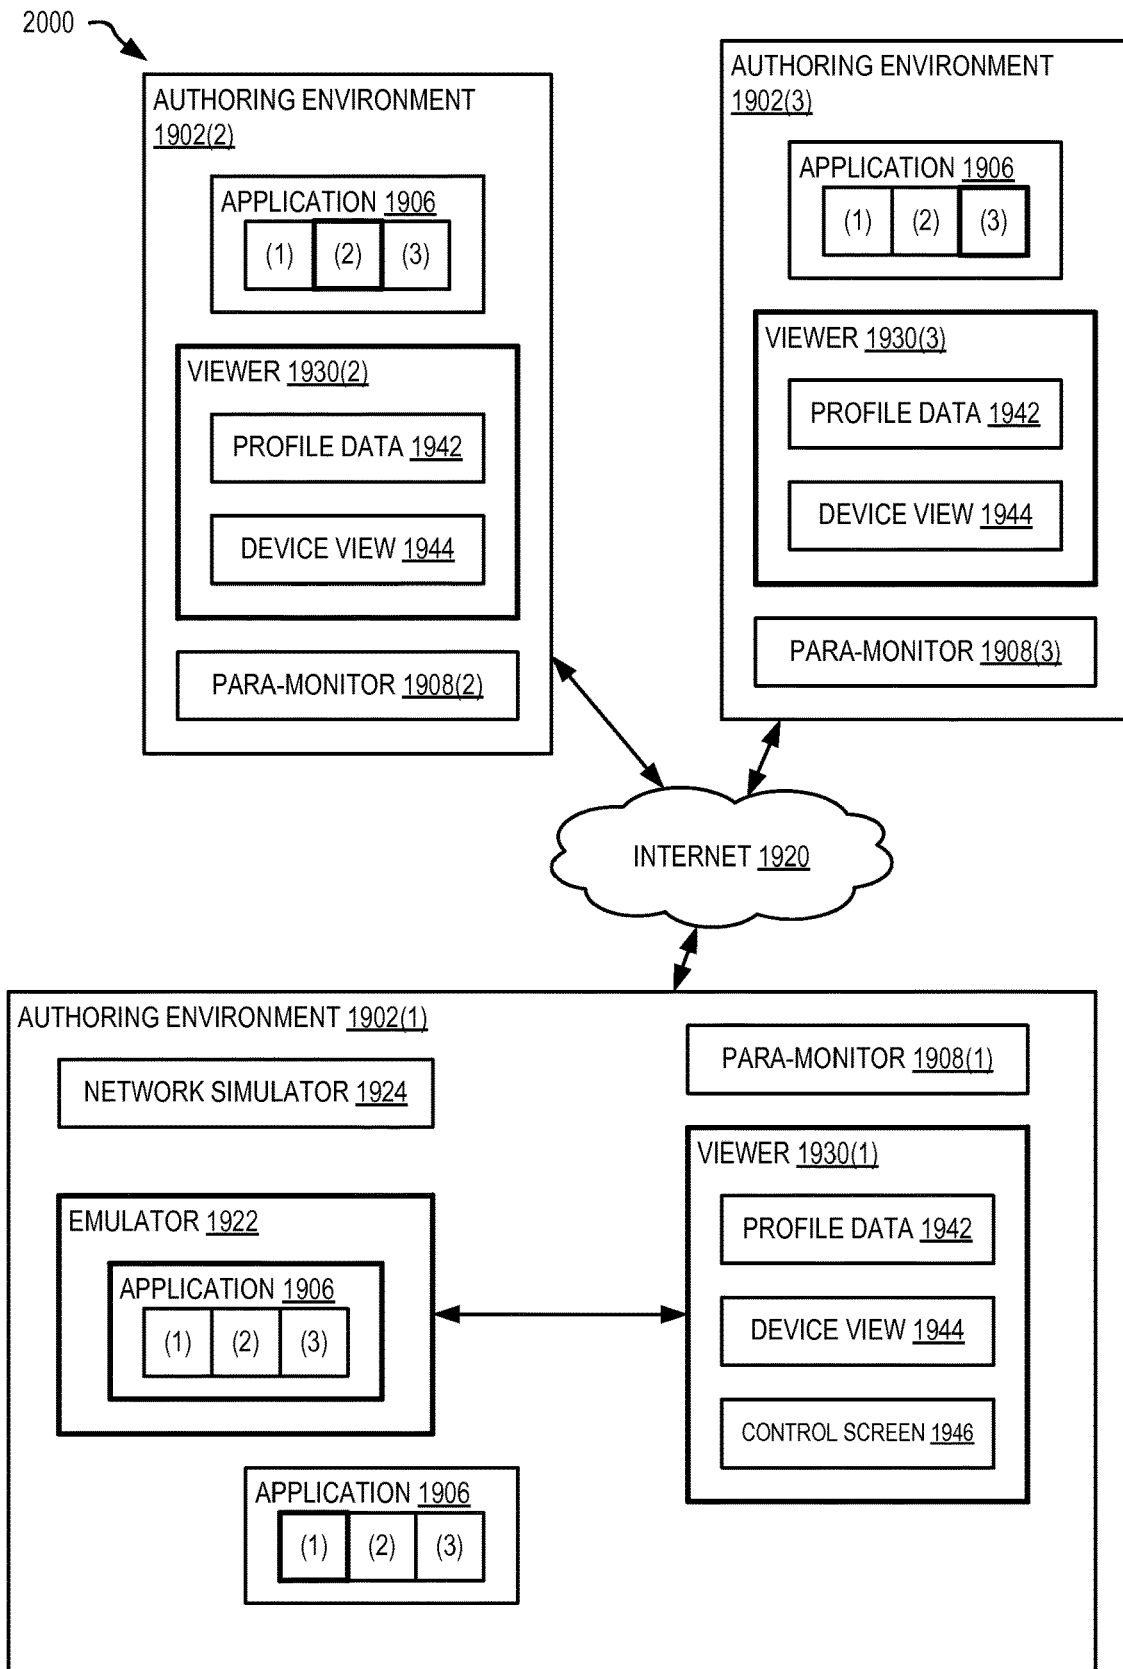 2000
AUTHORING ENVIRONMENT
1902(2)
APPLICATION 1906
(1) (2) (3)
VIEWER 1930(2)
PROFILE DATA 1942
DEVICE VIEW 1944
PARA-MONITOR 1908(2)
AUTHORING ENVIRONMENT
1902(3)
APPLICATION 1906
(1) (2) (3)
VIEWER 1930(3)
PROFILE DATA 1942
DEVICE VIEW 1944
PARA-MONITOR 1908(3)
INTERNET 1920
AUTHORING ENVIRONMENT 1902(1)
NETWORK SIMULATOR 1924
EMULATOR 1922
APPLICATION 1906
(1) (2) (3)
APPLICATION 1906
(1) (2) (3)
PARA-MONITOR 1908(1)
VIEWER 1930(1)
PROFILE DATA 1942
DEVICE VIEW 1944
CONTROL SCREEN 1946